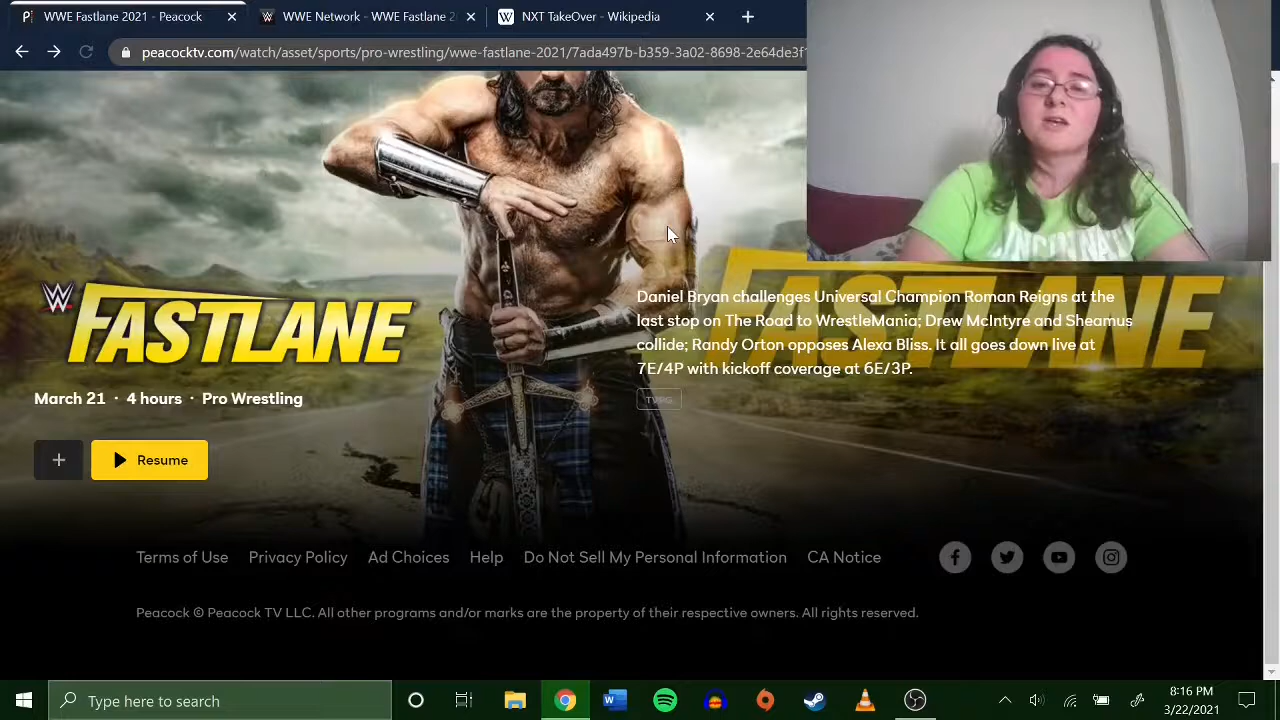 WWE Fastlane 2021 - Peacock
WWE Network - WWE Fastlane 2
NXT TakeOver - Wikipedia
peacocktv.com/watch/asset/sports/pro-wrestling/wwe-fastlane-2021/7ada497b-b359-3a02-8698-2e64de3f1
W FASTLANE
FASTLANE
Daniel Bryan challenges Universal Champion Roman Reigns at the
last stop on The Road to WrestleMania; Drew McIntyre and Sheamus
collide; Randy Orton opposes Alexa Bliss. It all goes down live at
7E/4P with kickoff coverage at 6E/3P.
TV-PG
March 21 · 4 hours · Pro Wrestling
+ Resume
Terms of Use Privacy Policy Ad Choices Help Do Not Sell My Personal Information CA Notice
Peacock © Peacock TV LLC. All other programs and/or marks are the property of their respective owners. All rights reserved.
Type here to search
8:16 PM
3/22/2021